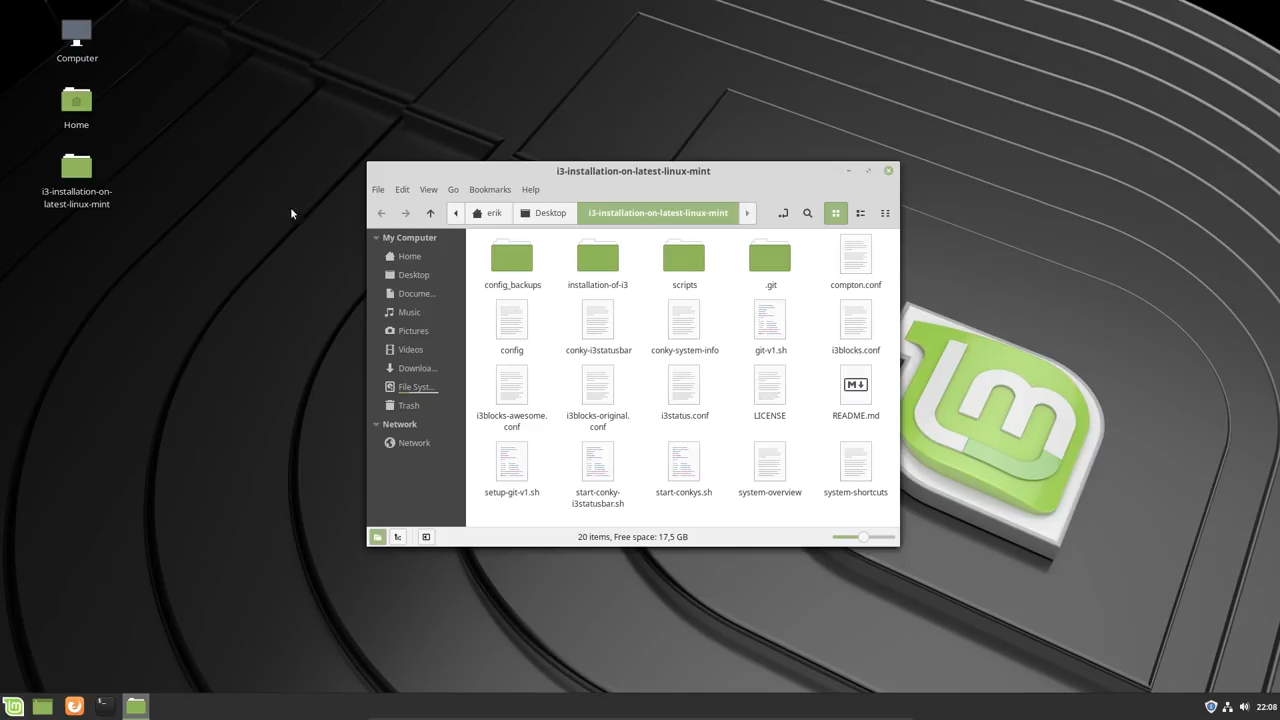 Computer
Home
i3-installation-on-
latest-linux-mint
i3-installation-on-latest-linux-mint
File Edit View Go Bookmarks Help
erik Desktop i3-installation-on-latest-linux-mint
My Computer
Home
Desktop
Docume...
Music
Pictures
Videos
Downloa...
File Syst...
Trash
Network
Network
config_backups installation-of-i3 scripts .git compton.conf
config conky-i3statusbar conky-system-info git-v1.sh i3blocks.conf
i3blocks-awesome.
conf
i3blocks-original.
conf
i3status.conf LICENSE README.md
setup-git-v1.sh
start-conky-
i3statusbar.sh
start-conkys.sh system-overview system-shortcuts
20 items, Free space: 17,5 GB
22:08